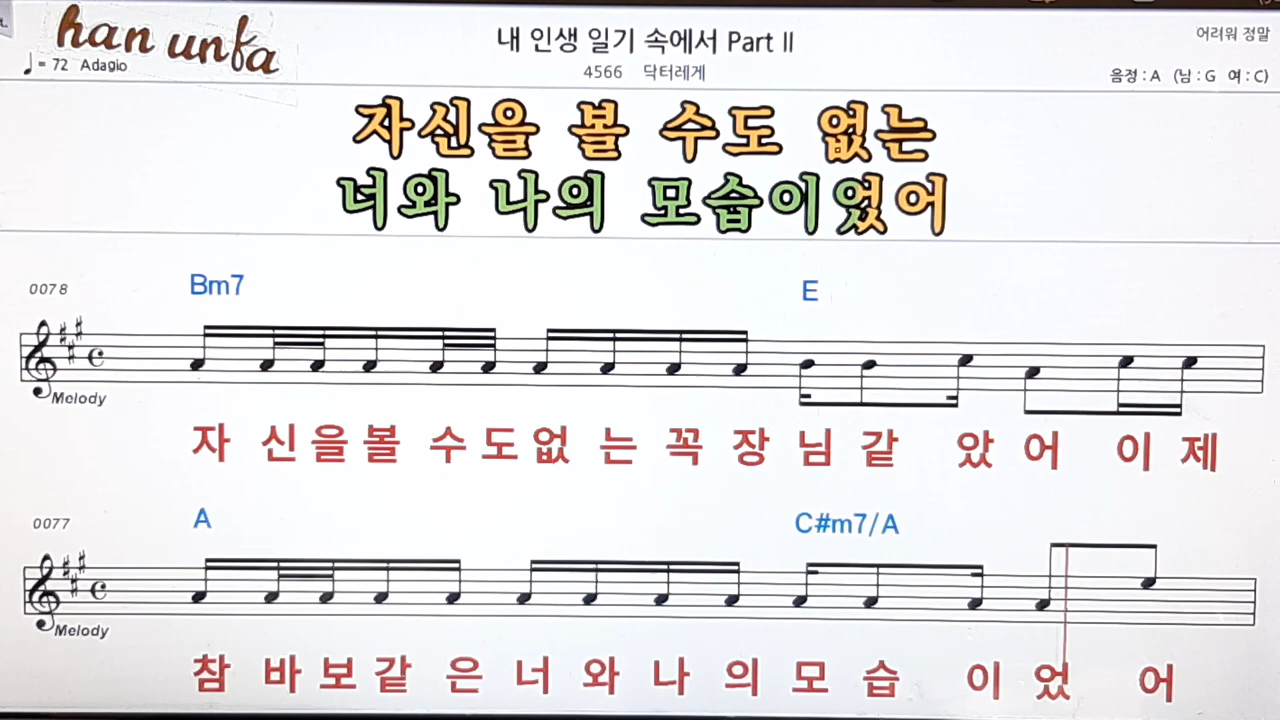 han unfa
♩= 72 Adagio
내 인생 일기 속에서 Part II
4566 닥터레게
어려워 정말
음정 : A (남 : G 여 : C)
자신을 볼 수도 없는
너와 나의 모습이었어
0078
Bm7 E
Melody
자 신 을 볼 수 도 없 는 꼭 장 님 같 았 어 이 제
0077
A C#m7/A
Melody
참 바 보 같 은 너 와 나 의 모 습 이 었 어